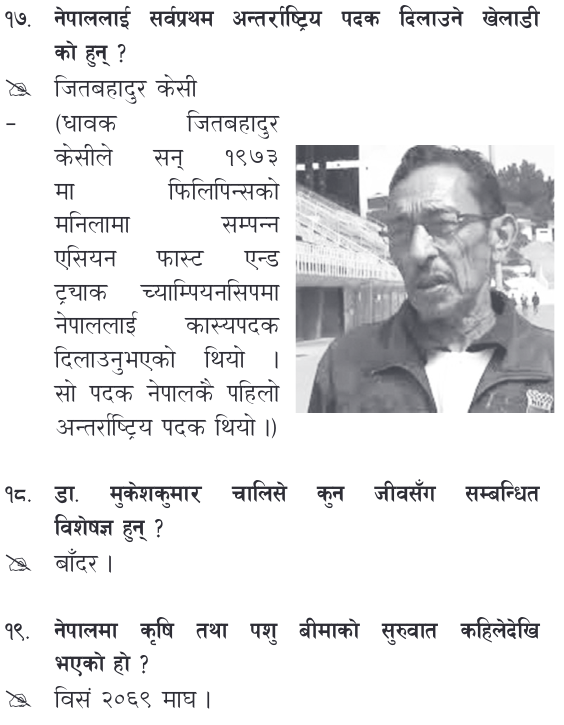 १७. नेपाललाई सर्वप्रथम अन्तर्राष्ट्रिय पदक दिलाउने खेलाडी
को हुन् ?
जितबहादुर केसी
– (धावक जितबहादुर
केसीले सन् १९७३
मा फिलिपिन्सको
मनिलामा सम्पन्न
एसियन फास्ट एन्ड
ट्र्याक च्याम्पियनसिपमा
नेपाललाई कास्यपदक
दिलाउनुभएको थियो ।
सो पदक नेपालकै पहिलो
अन्तर्राष्ट्रिय पदक थियो ।)
१८. डा. मुकेशकुमार चालिसे कुन जीवसँग सम्बन्धित
विशेषज्ञ हुन् ?
बाँदर ।
१९. नेपालमा कृषि तथा पशु बीमाको सुरुवात कहिलेदेखि
भएको हो ?
विसं २०६९ माघ ।